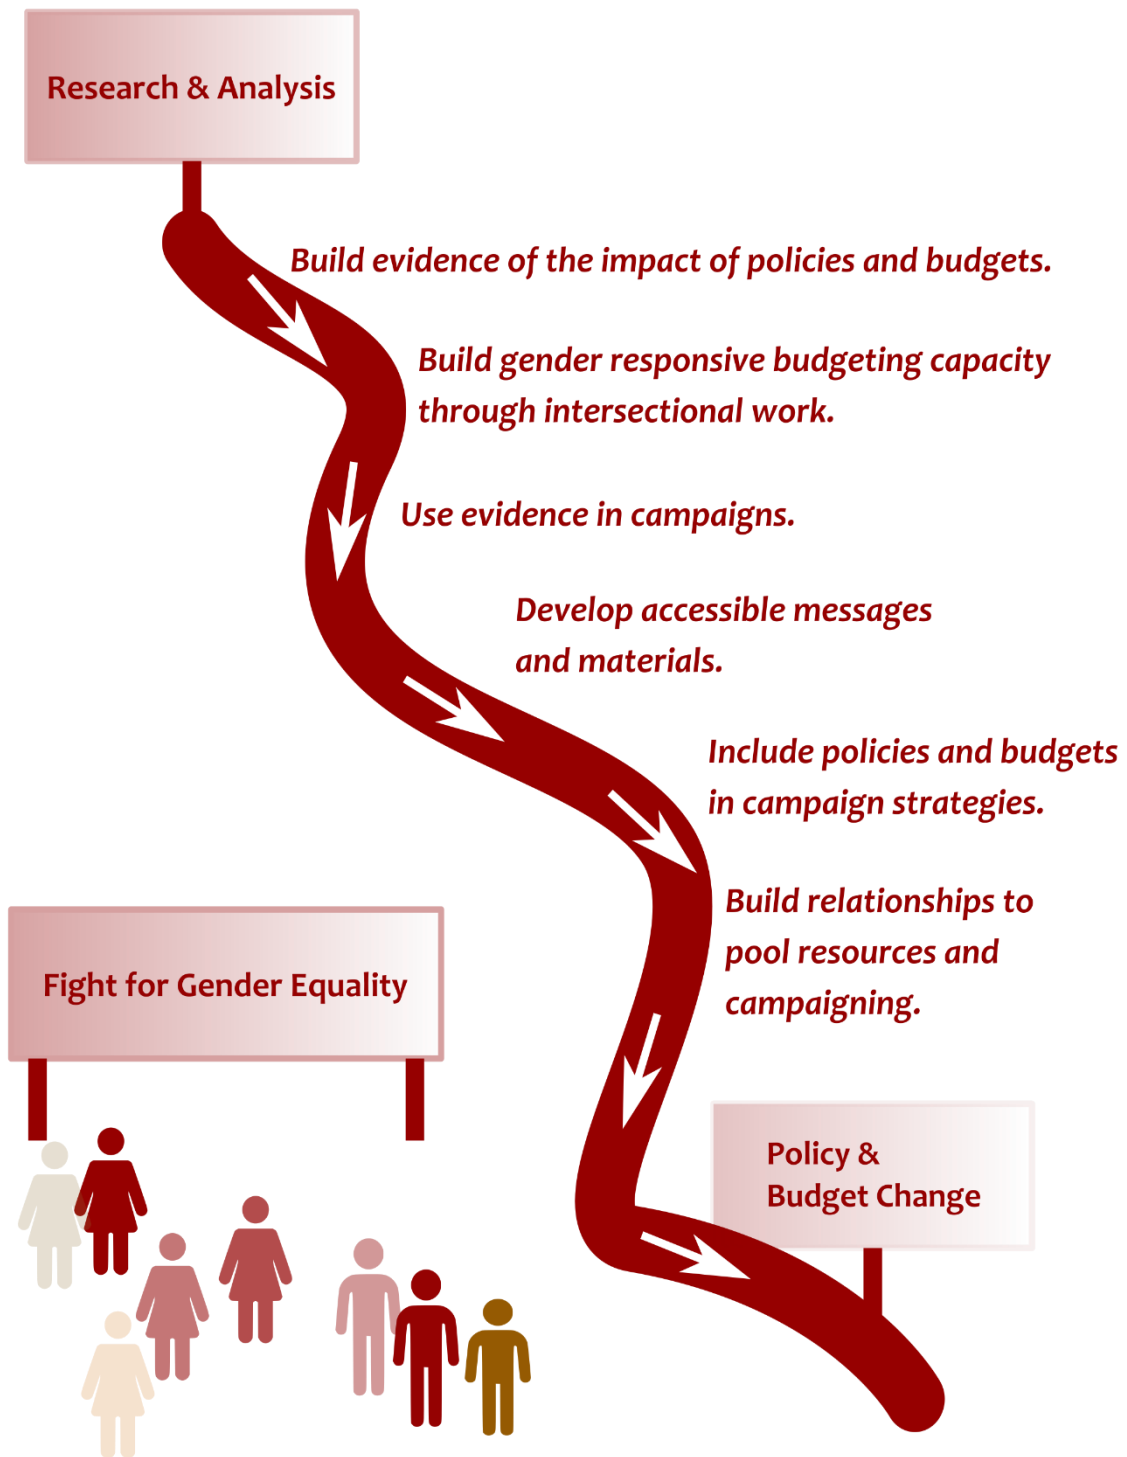 Research & Analysis
Build evidence of the impact of policies and budgets.
Build gender responsive budgeting capacity
through intersectional work.
Use evidence in campaigns.
Develop accessible messages
and materials.
Include policies and budgets
in campaign strategies.
Build relationships to
pool resources and
campaigning.
Fight for Gender Equality
Policy &
Budget Change